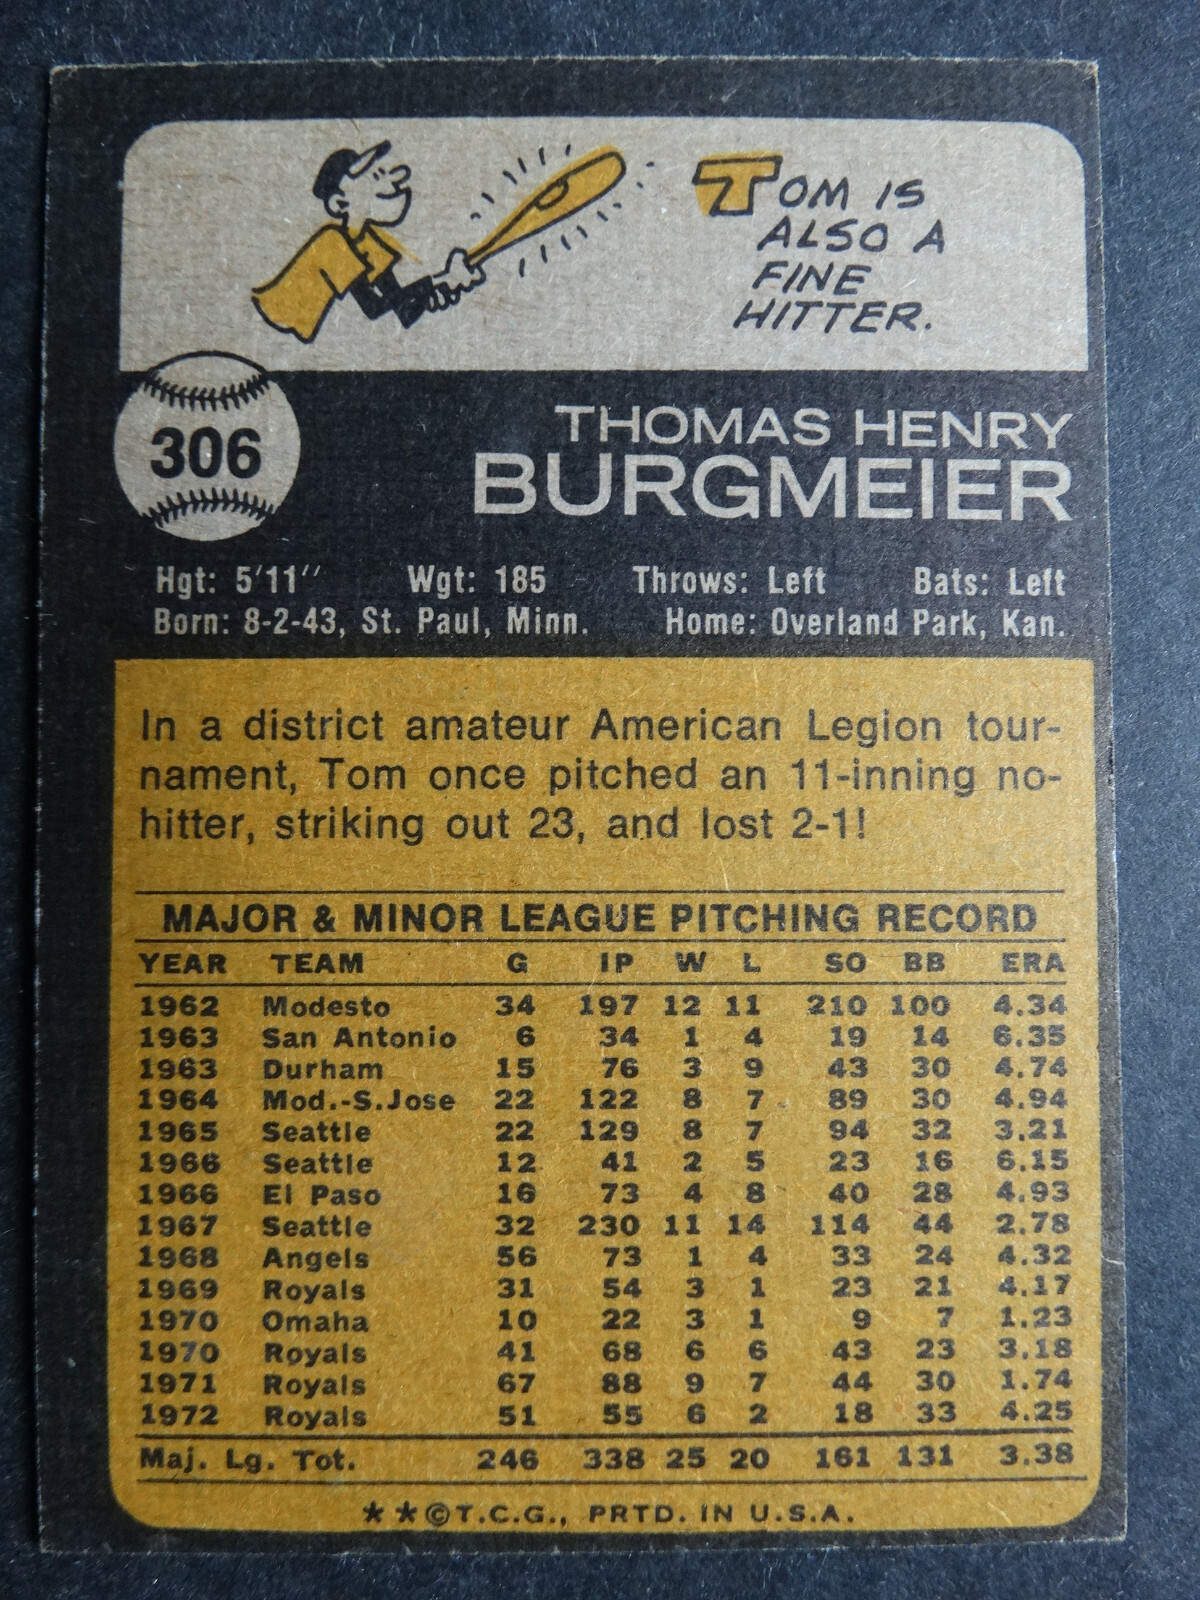 TOM IS
ALSO A
FINE
HITTER.
306
THOMAS HENRY
BURGMEIER
Hgt: 5'11" Wgt: 185 Throws: Left Bats: Left
Born: 8-2-43, St. Paul, Minn. Home: Overland Park, Kan.
In a district amateur American Legion tour-
nament, Tom once pitched an 11-inning no-
hitter, striking out 23, and lost 2-1!
MAJOR & MINOR LEAGUE PITCHING RECORD
YEAR TEAM G IP W L SO BB ERA
1962 Modesto 34 197 12 11 210 100 4.34
1963 San Antonio 6 34 1 4 19 14 6.35
1963 Durham 15 76 3 9 43 30 4.74
1964 Mod.-S.Jose 22 122 8 7 89 30 4.94
1965 Seattle 22 129 8 7 94 32 3.21
1966 Seattle 12 41 2 5 23 16 6.15
1966 El Paso 16 73 4 8 40 28 4.93
1967 Seattle 32 230 11 14 114 44 2.78
1968 Angels 56 73 1 4 33 24 4.32
1969 Royals 31 54 3 1 23 21 4.17
1970 Omaha 10 22 3 1 9 7 1.23
1970 Royals 41 68 6 6 43 23 3.18
1971 Royals 67 88 9 7 44 30 1.74
1972 Royals 51 55 6 2 18 33 4.25
Maj. Lg. Tot. 246 338 25 20 161 131 3.38
**©T.C.G., PRTD. IN U.S.A.